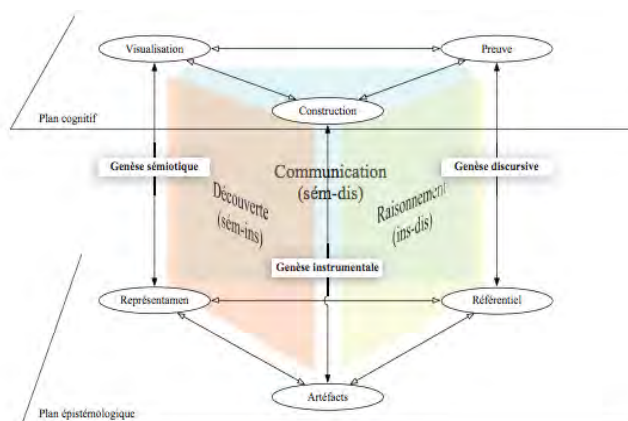 Visualisation
Preuve
Construction
Plan cognitif
Genèse sémiotique
Communication
(sém-dis)
Genèse discursive
Découverte
(sém-ins)
Raisonnement
(ins-dis)
Genèse instrumentale
Représentamen
Référentiel
Artéfacts
Plan épistémologique